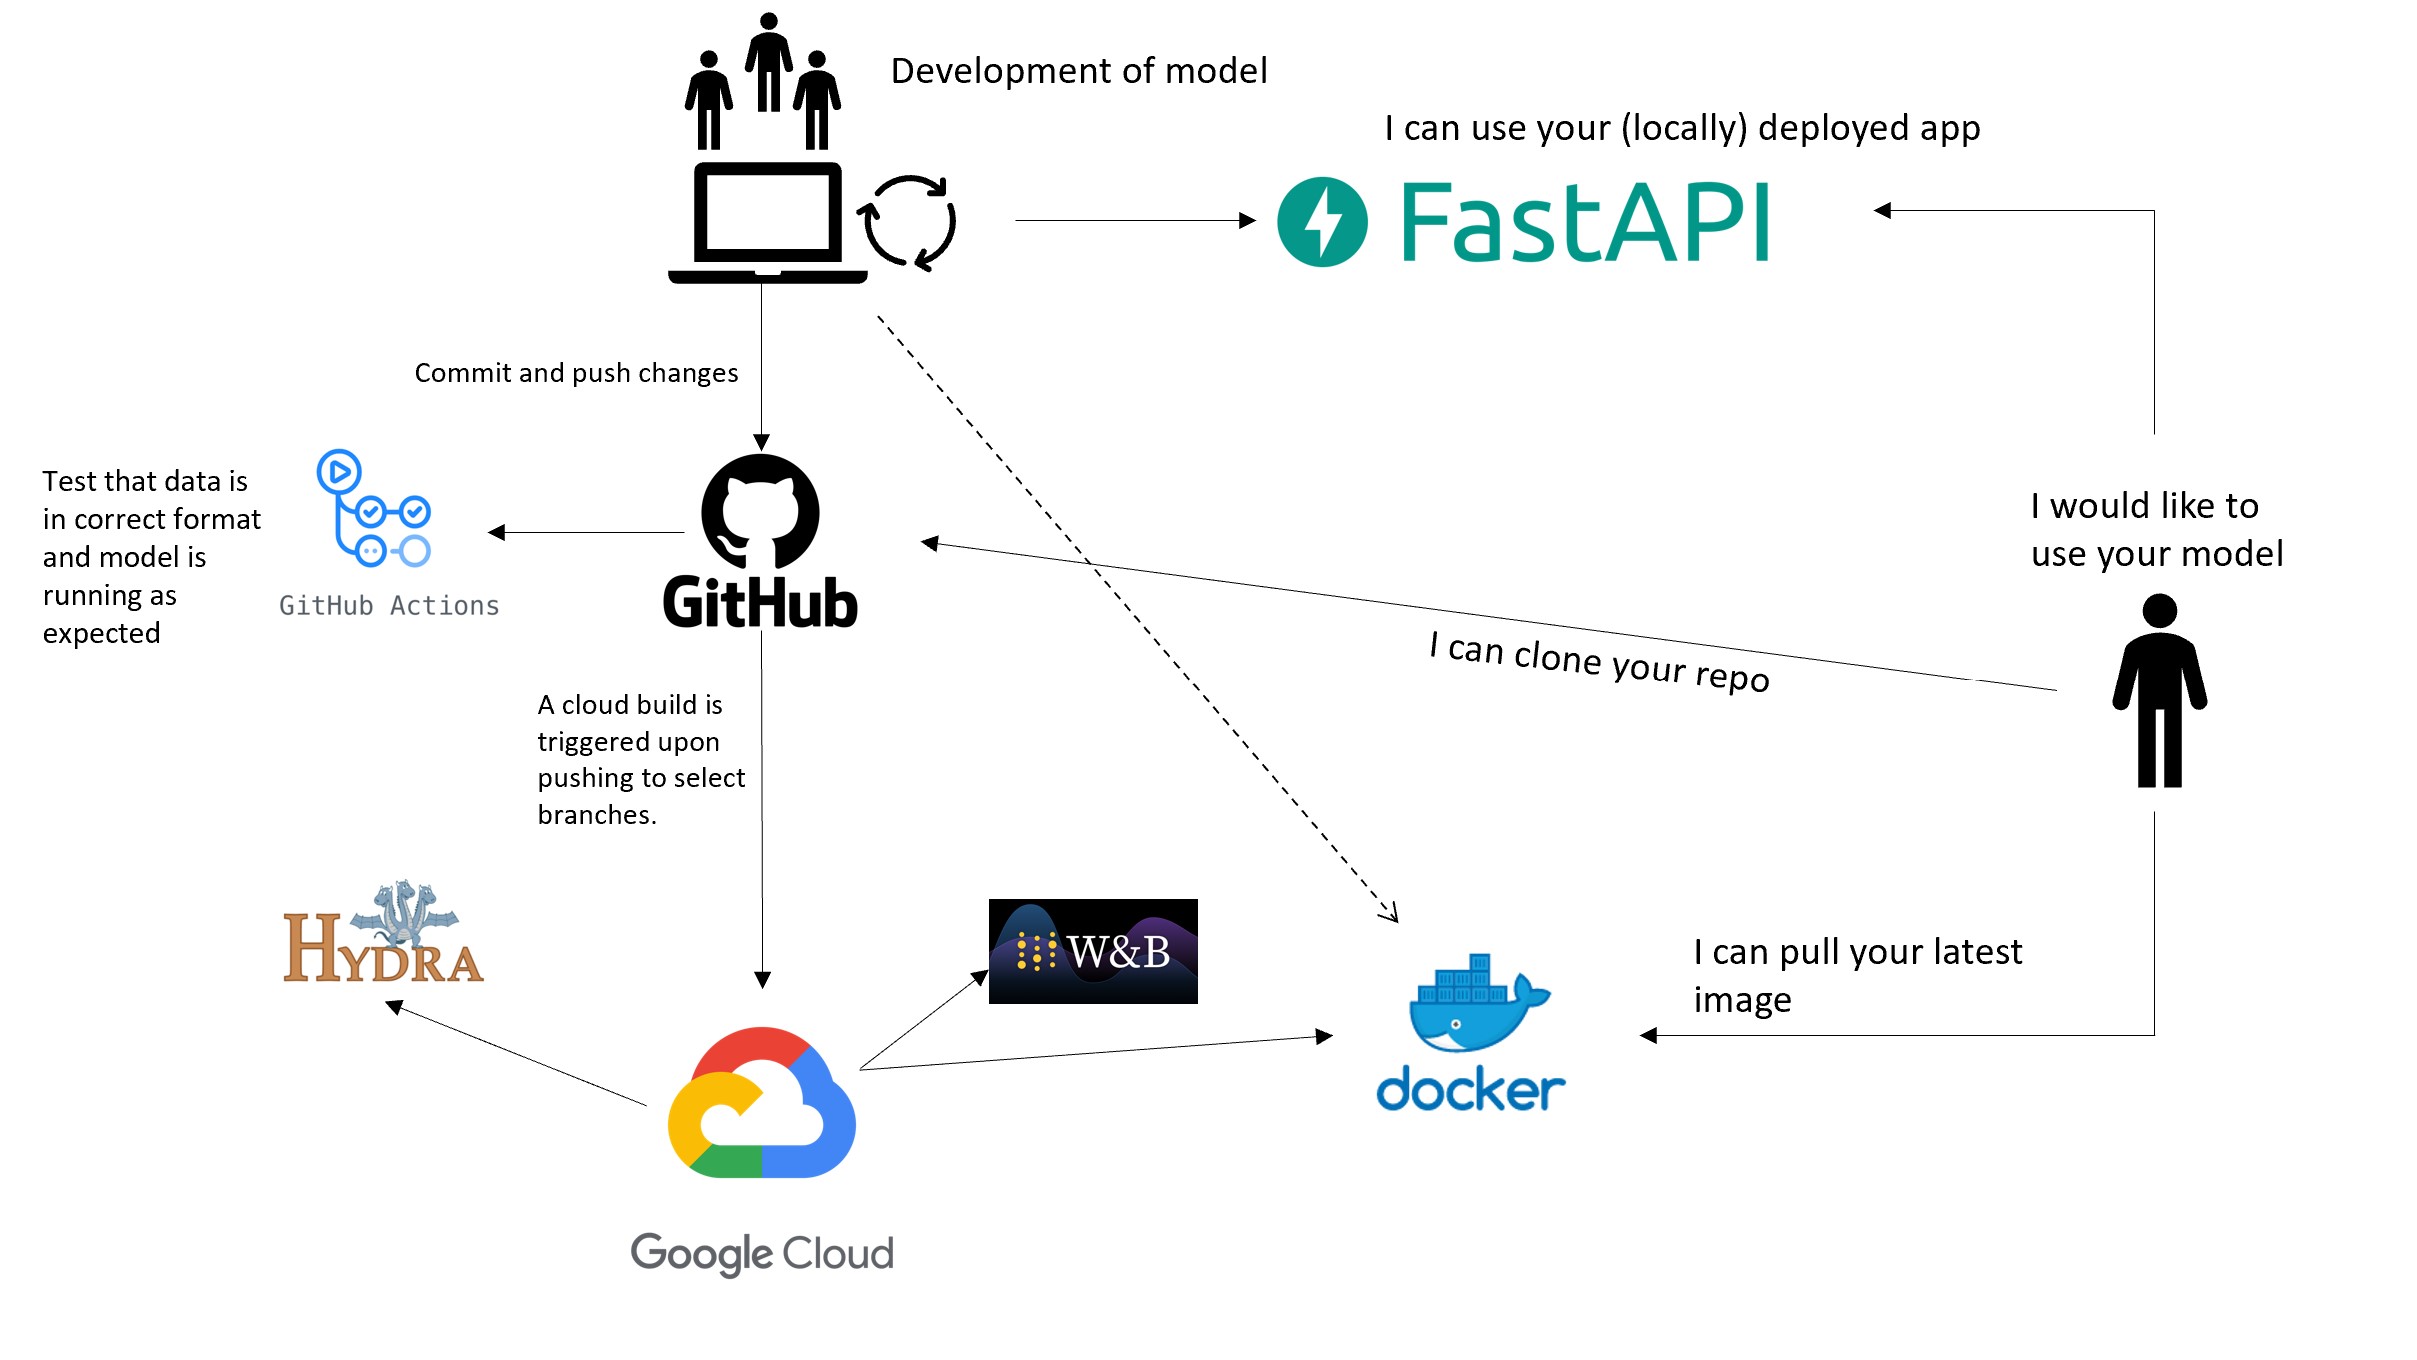 Development of model
I can use your (locally) deployed app
FastAPI
Commit and push changes
Test that data is
in correct format
and model is
running as
expected
GitHub Actions
GitHub
I would like to
use your model
I can clone your repo
A cloud build is
triggered upon
pushing to select
branches.
HYDRA
W&B
I can pull your latest
image
docker
Google Cloud